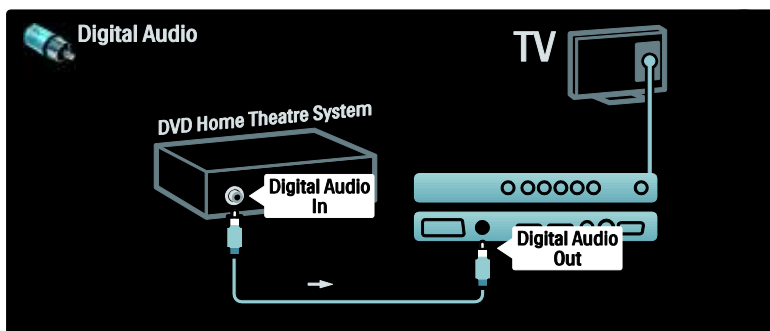 Digital Audio
TV
DVD Home Theatre System
Digital Audio
In
Digital Audio
Out